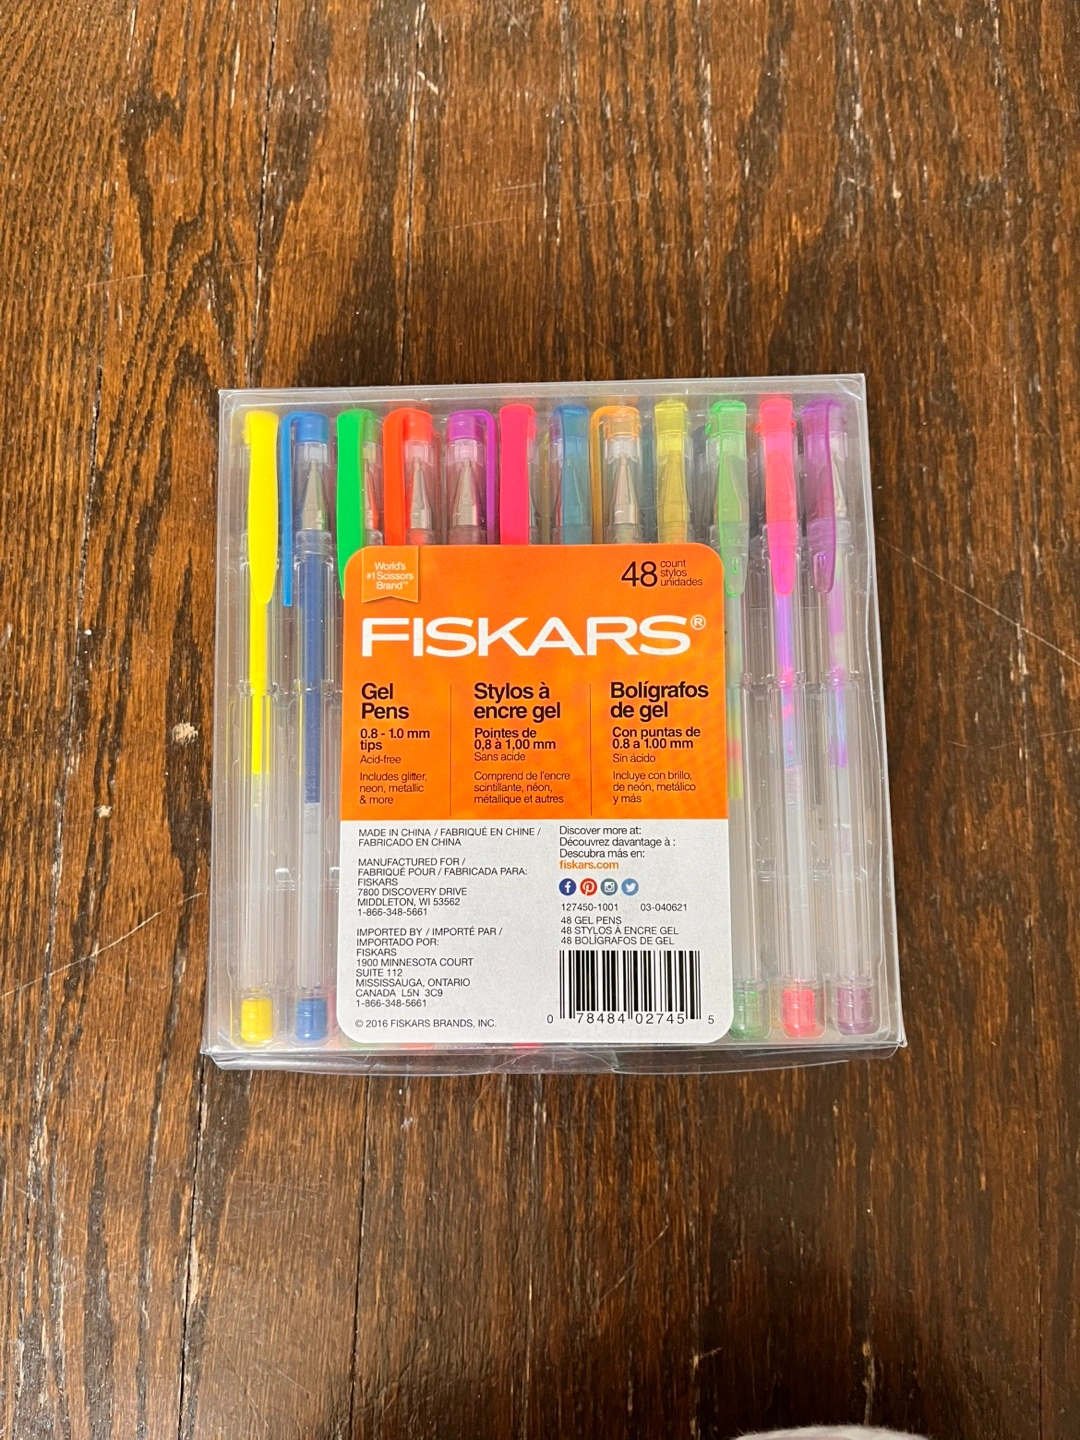 World's
#1 Scissors
Brand™
48 count
stylos
unidades
FISKARS®
Gel
Pens
0.8 - 1.0 mm
tips
Acid-free
Includes glitter,
neon, metallic
& more
Stylos à
encre gel
Pointes de
0,8 à 1,00 mm
Sans acide
Comprend de l'encre
scintillante, néon,
métallique et autres
Bolígrafos
de gel
Con puntas de
0.8 a 1.00 mm
Sin ácido
Incluye con brillo,
de neón, metálico
y más
MADE IN CHINA / FABRIQUÉ EN CHINE /
FABRICADO EN CHINA
MANUFACTURED FOR /
FABRIQUÉ POUR / FABRICADA PARA:
FISKARS
7800 DISCOVERY DRIVE
MIDDLETON, WI 53562
1-866-348-5661
IMPORTED BY / IMPORTÉ PAR /
IMPORTADO POR:
FISKARS
1900 MINNESOTA COURT
SUITE 112
MISSISSAUGA, ONTARIO
CANADA L5N 3C9
1-866-348-5661
© 2016 FISKARS BRANDS, INC.
Discover more at:
Découvrez davantage à :
Descubra más en:
fiskars.com
127450-1001 03-040621
48 GEL PENS
48 STYLOS À ENCRE GEL
48 BOLÍGRAFOS DE GEL
0 78484 02745 5